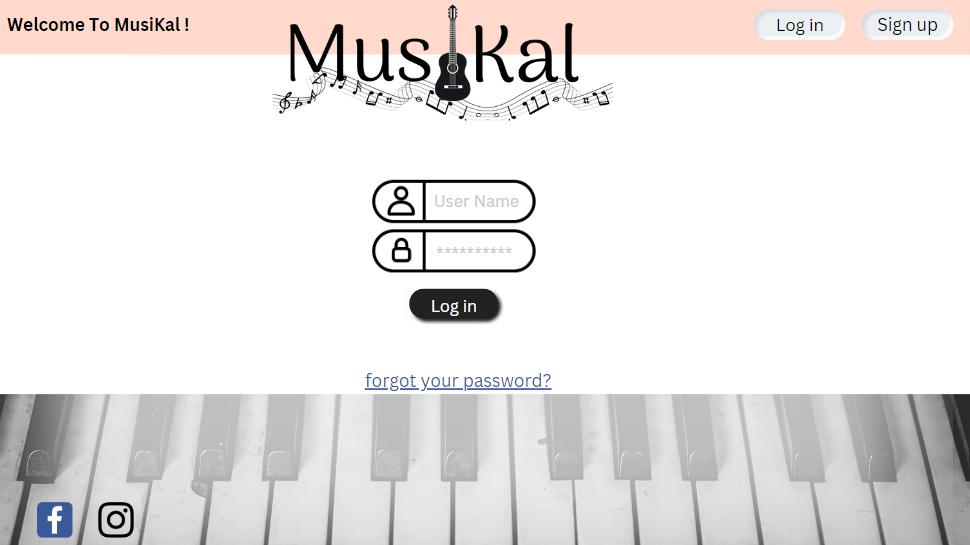 Welcome To MusiKal !
MusiKal
Log in
Sign up
User Name
**********
Log in
forgot your password?